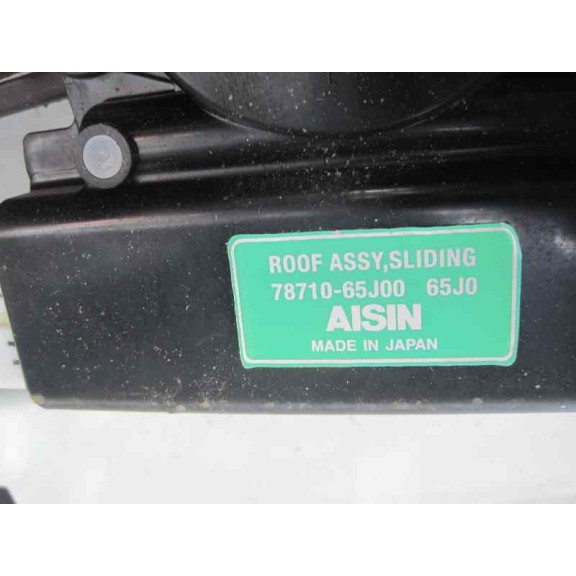 ROOF ASSY,SLIDING
78710-65J00 65J0
AISIN
MADE IN JAPAN